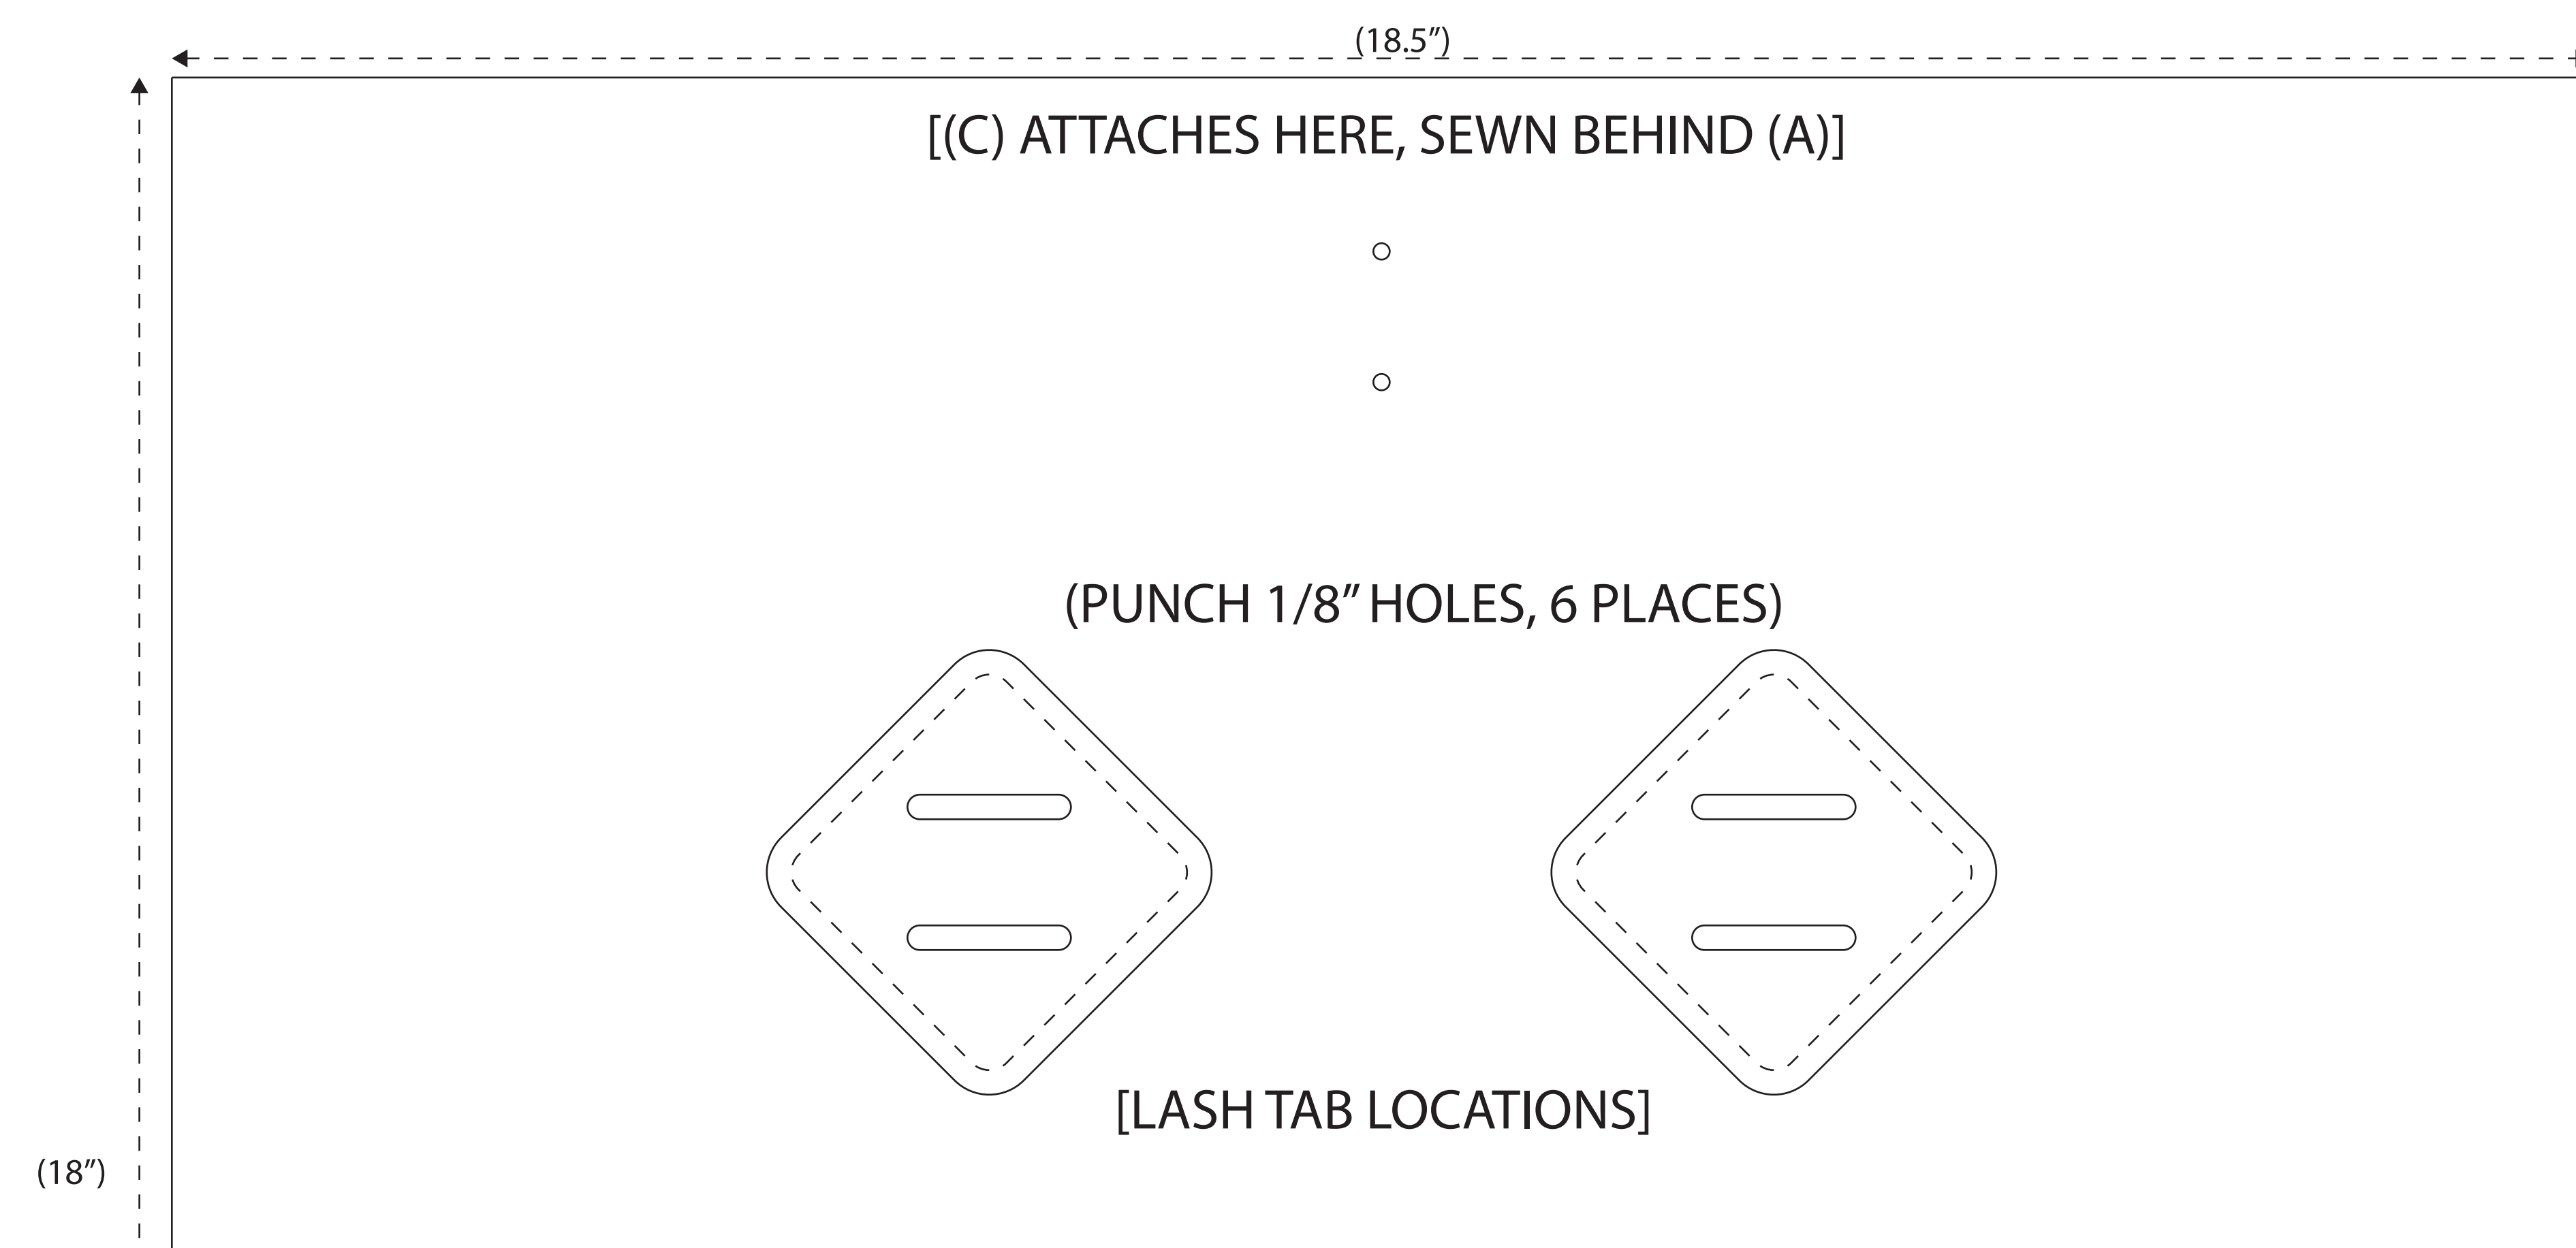 (18.5”)
[(C) ATTACHES HERE, SEWN BEHIND (A)]
(PUNCH 1/8” HOLES, 6 PLACES)
[LASH TAB LOCATIONS]
(18”)